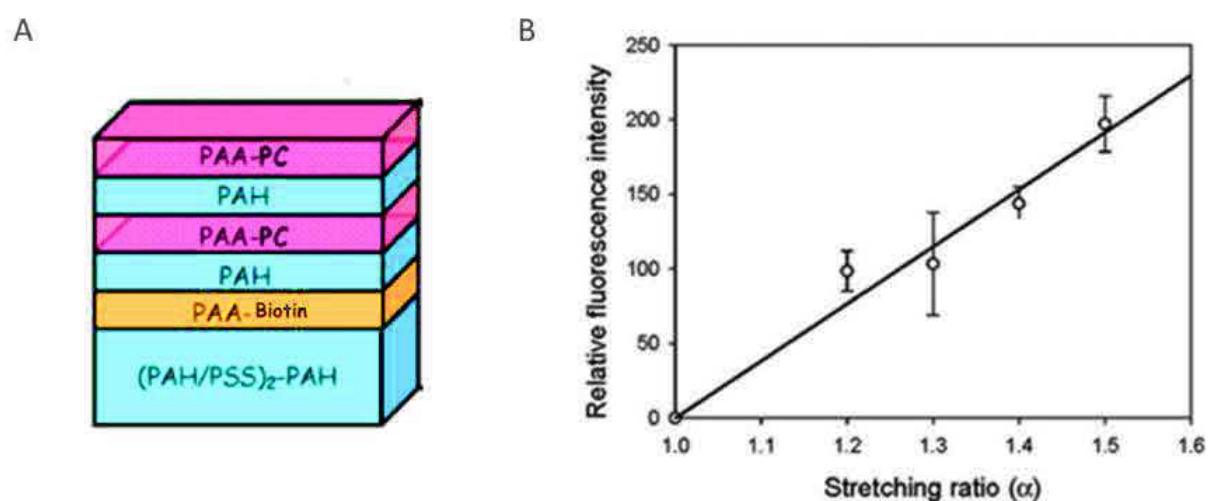 A
PAA-PC
PAH
PAA-PC
PAH
PAA-Biotin
(PAH/PSS)₂-PAH
B
Relative fluorescence intensity
250
200
150
100
50
0
1.0 1.1 1.2 1.3 1.4 1.5 1.6
Stretching ratio (α)